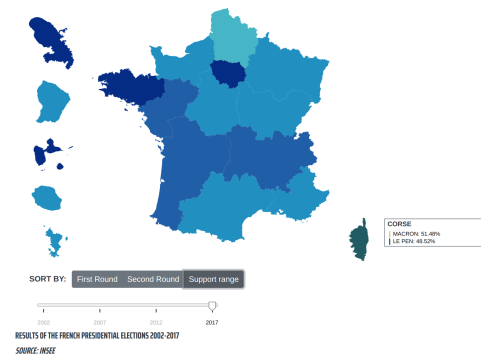 CORSE
MACRON: 51.48%
LE PEN: 48.52%
SORT BY: First Round Second Round Support range
2002 2007 2012 2017
RESULTS OF THE FRENCH PRESIDENTIAL ELECTIONS 2002-2017
SOURCE: INSEE